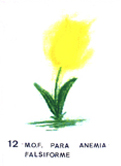 12 M.O.F. PARA ANEMIA
FALSIFORME